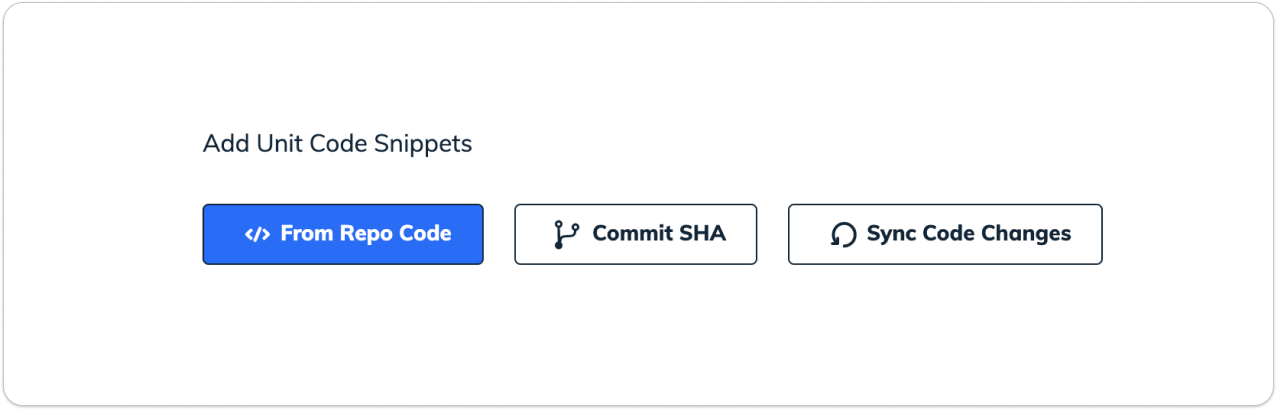 Add Unit Code Snippets
From Repo Code
Commit SHA
Sync Code Changes